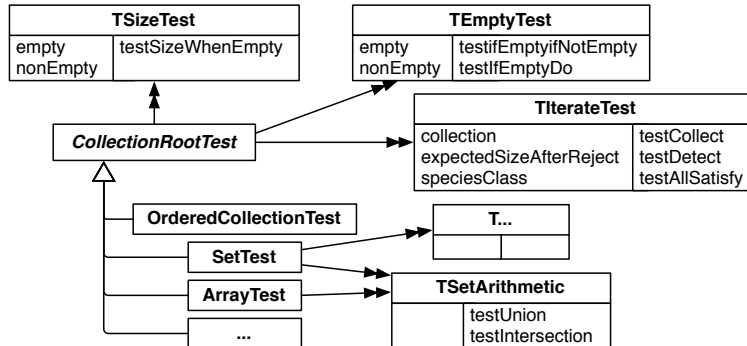 TSizeTest
empty
nonEmpty
testSizeWhenEmpty
TEmptyTest
empty
nonEmpty
testifEmptyifNotEmpty
testIfEmptyDo
CollectionRootTest
TIterateTest
collection
expectedSizeAfterReject
speciesClass
testCollect
testDetect
testAllSatisfy
OrderedCollectionTest
T...
SetTest
ArrayTest
TSetArithmetic
testUnion
testIntersection
...